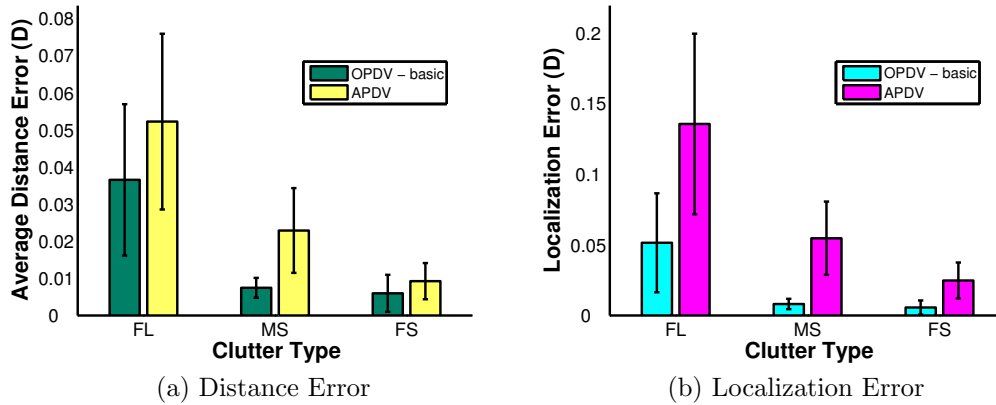 0.08
0.07
0.06
0.05
0.04
0.03
0.02
0.01
0
Average Distance Error (D)
OPDV – basic
APDV
FL MS FS
Clutter Type
(a) Distance Error
0.2
0.15
0.1
0.05
0
Localization Error (D)
OPDV – basic
APDV
FL MS FS
Clutter Type
(b) Localization Error